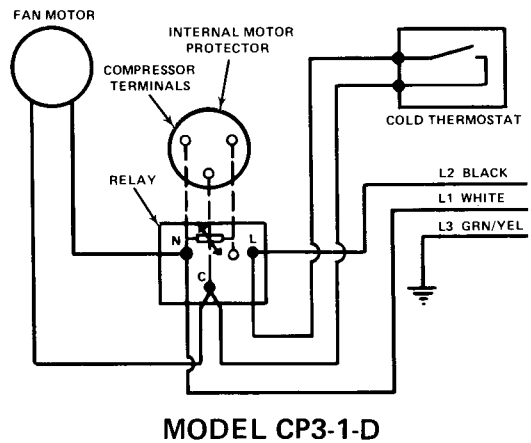 FAN MOTOR
INTERNAL MOTOR
PROTECTOR
COMPRESSOR
TERMINALS
COLD THERMOSTAT
RELAY
L2 BLACK
L1 WHITE
L3 GRN/YEL
N
L
C
MODEL CP3-1-D